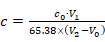 c = c₀·V₁ / 65.38×(V₂−V₀)